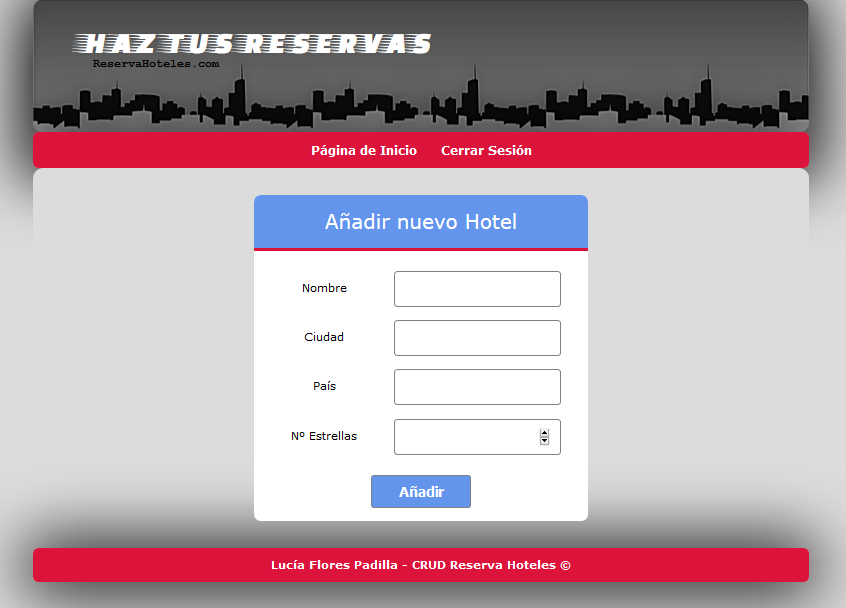 HAZ TUS RESERVAS
ReservaHoteles.com
Página de Inicio Cerrar Sesión
Añadir nuevo Hotel
Nombre
Ciudad
País
Nº Estrellas
Añadir
Lucía Flores Padilla - CRUD Reserva Hoteles ©